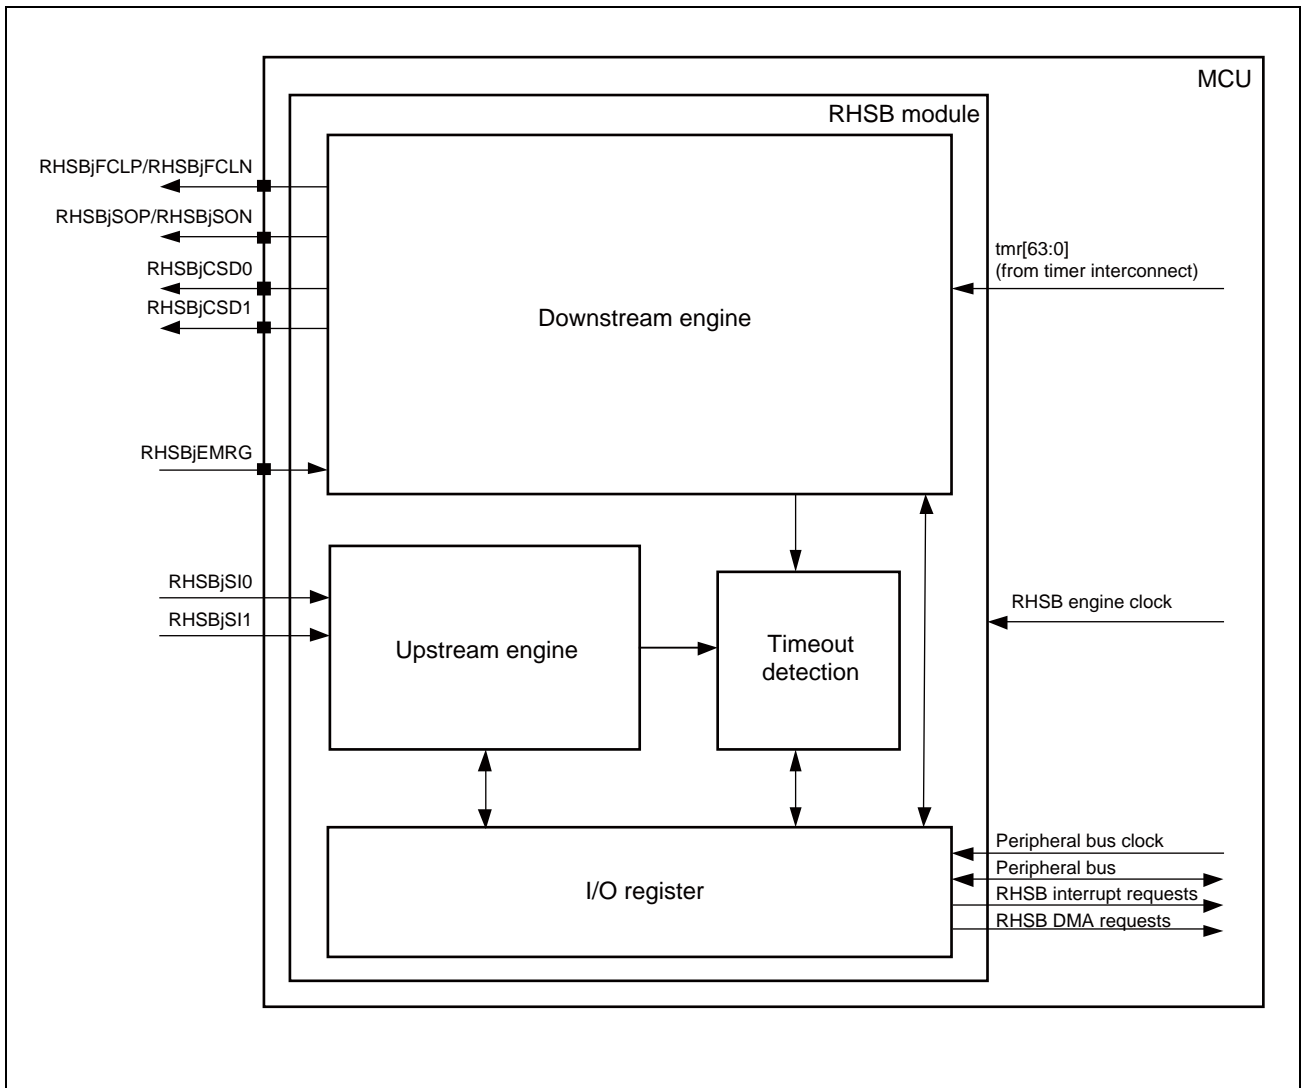 MCU
RHSB module
RHSBjFCLP/RHSBjFCLN
RHSBjSOP/RHSBjSON
RHSBjCSD0
RHSBjCSD1
tmr[63:0]
(from timer interconnect)
Downstream engine
RHSBjEMRG
RHSBjSI0
RHSBjSI1
RHSB engine clock
Upstream engine
Timeout
detection
Peripheral bus clock
Peripheral bus
RHSB interrupt requests
RHSB DMA requests
I/O register